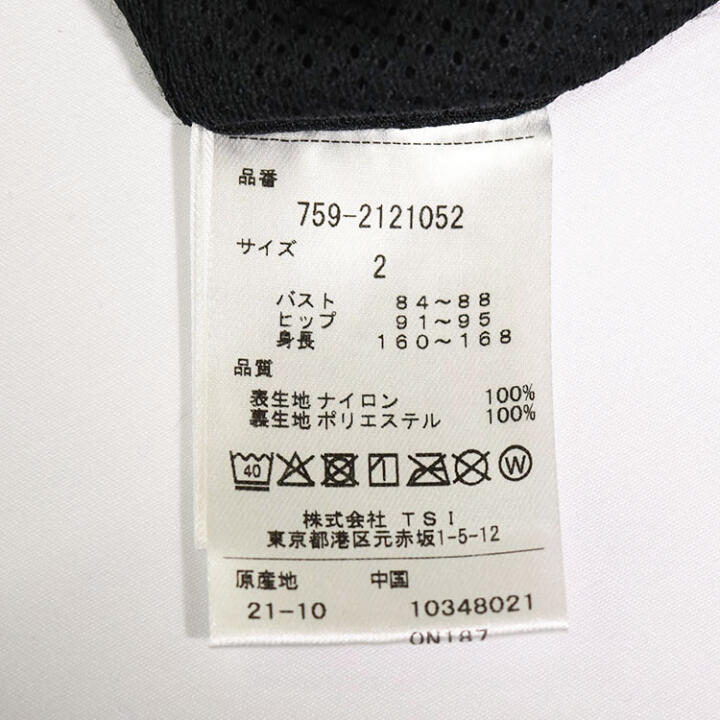 品番
759-2121052
サイズ
2
バスト 84～88
ヒップ 91～95
身長 160～168
品質
表生地 ナイロン 100%
裏生地 ポリエステル 100%
40 W
株式会社 TSI
東京都港区元赤坂1-5-12
原産地 中国
21-10 10348021
ON187